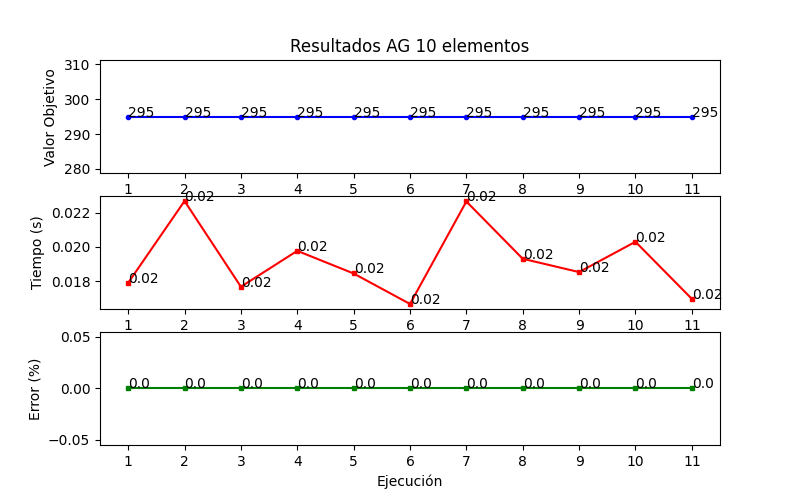 Resultados AG 10 elementos
Valor Objetivo
310
300
290
280
295 295 295 295 295 295 295 295 295 295 295
1 2 3 4 5 6 7 8 9 10 11
Tiempo (s)
0.022
0.020
0.018
0.02 0.02 0.02 0.02 0.02 0.02 0.02 0.02 0.02 0.02 0.02
1 2 3 4 5 6 7 8 9 10 11
Error (%)
0.05
0.00
−0.05
0.0 0.0 0.0 0.0 0.0 0.0 0.0 0.0 0.0 0.0 0.0
1 2 3 4 5 6 7 8 9 10 11
Ejecución